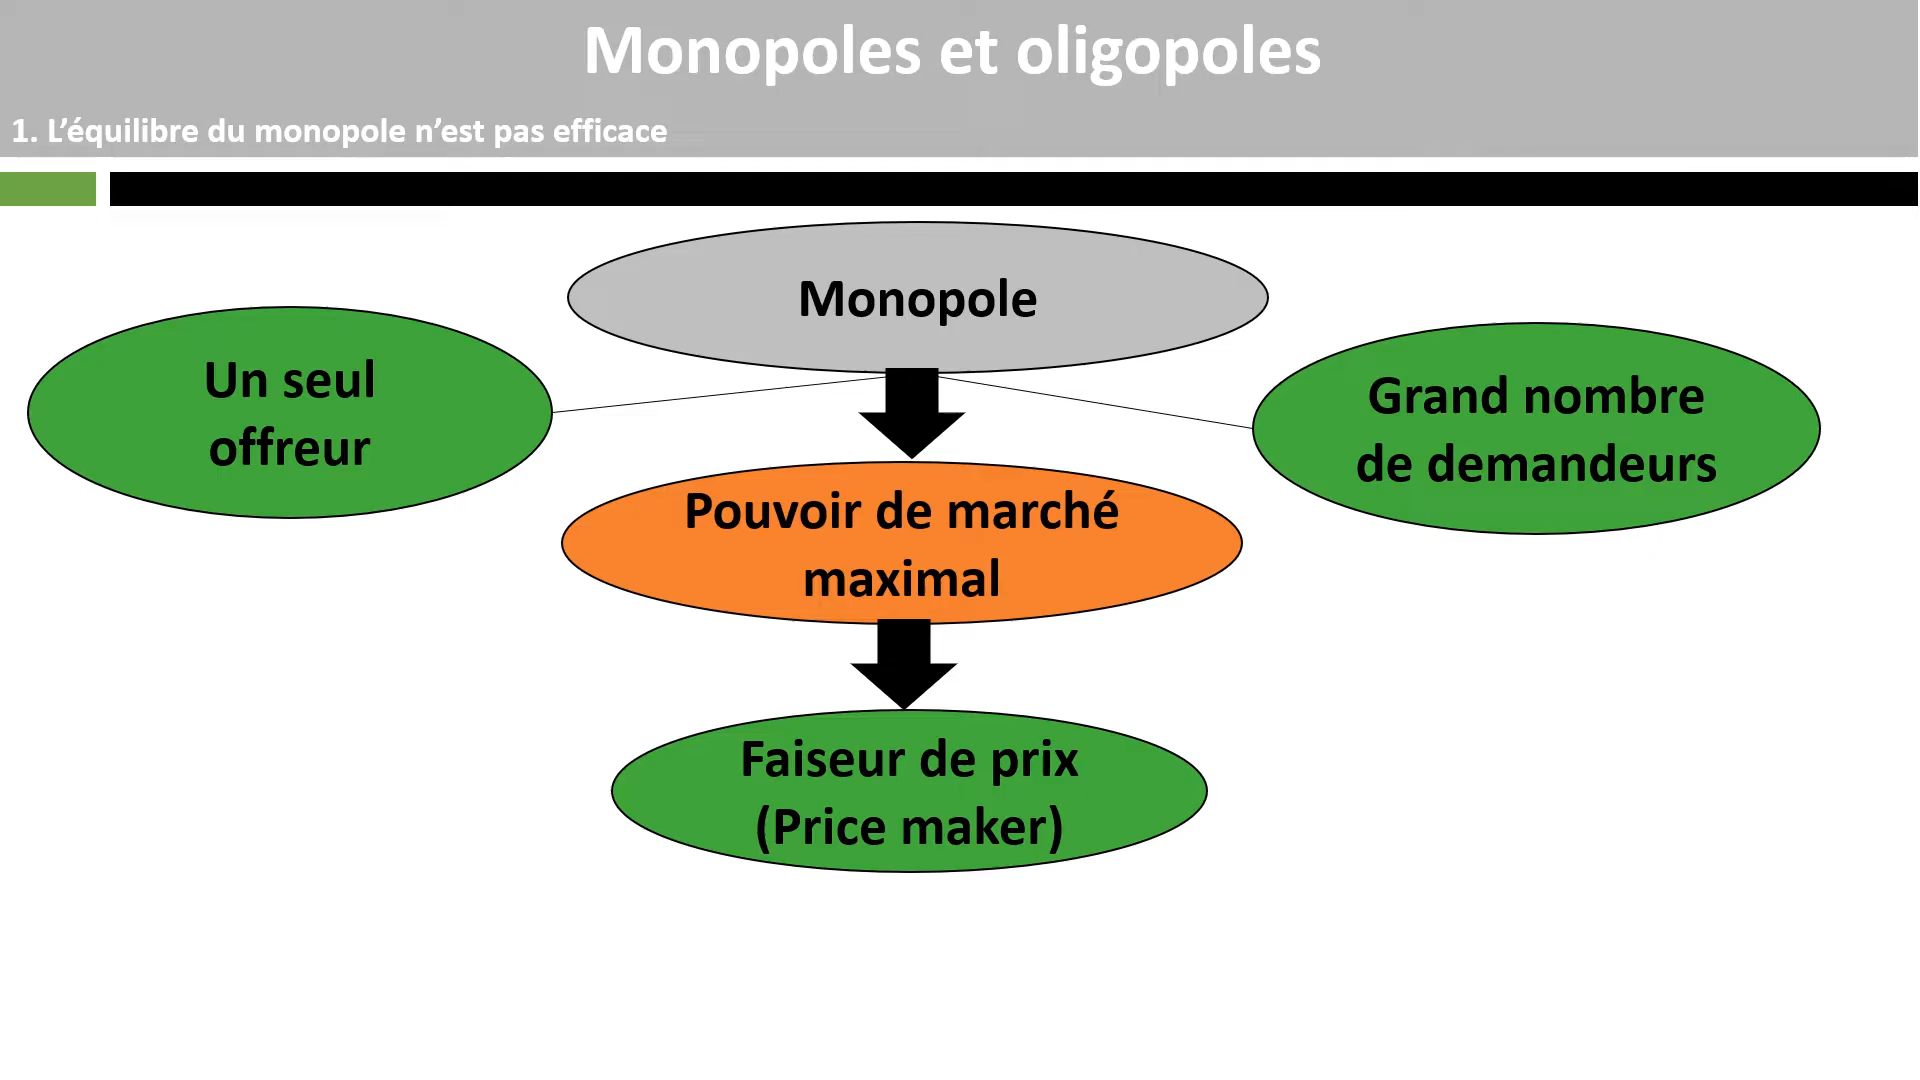 Monopoles et oligopoles
1. L’équilibre du monopole n’est pas efficace
Monopole
Un seul
offreur
Grand nombre
de demandeurs
Pouvoir de marché
maximal
Faiseur de prix
(Price maker)